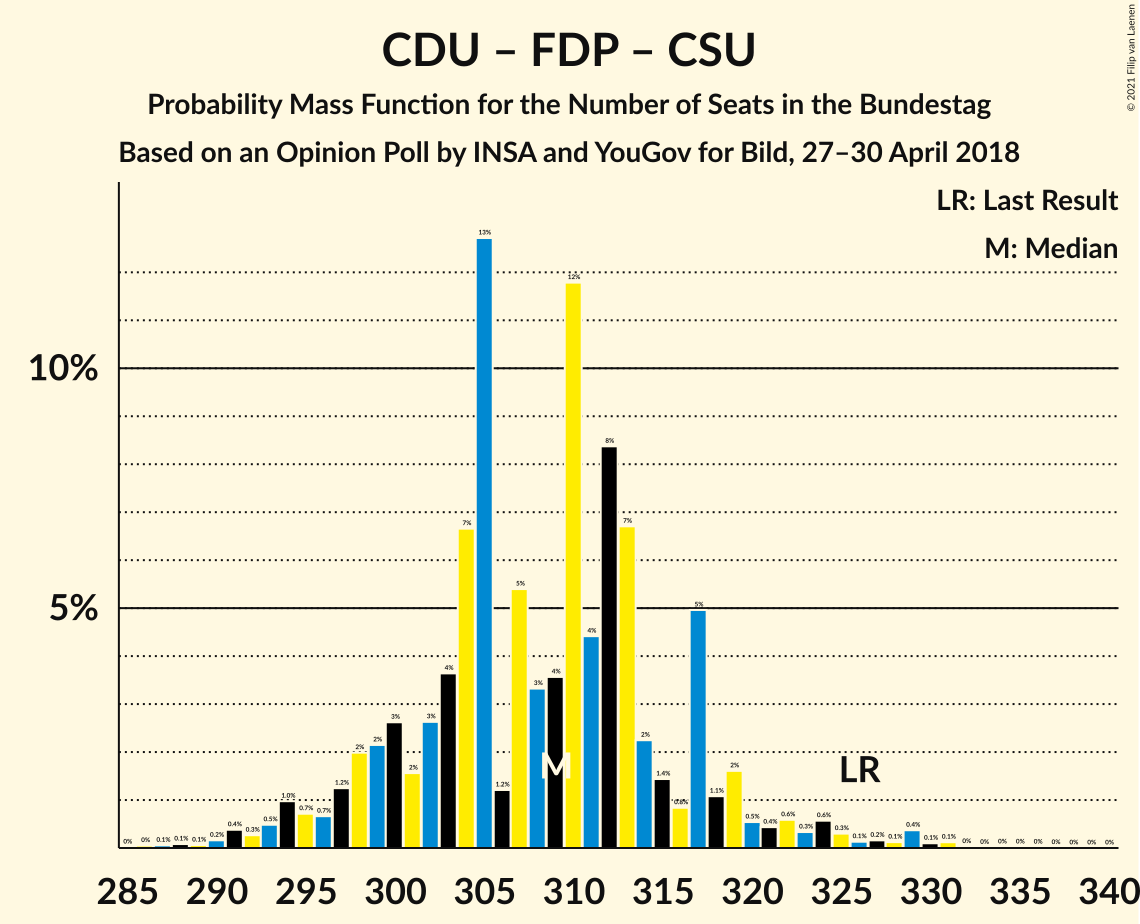 CDU – FDP – CSU
Probability Mass Function for the Number of Seats in the Bundestag
Based on an Opinion Poll by INSA and YouGov for Bild, 27–30 April 2018
© 2021 Filip van Laenen
LR: Last Result
M: Median
10%
5%
0% 0% 0.1% 0.1% 0.1% 0.2% 0.4% 0.3% 0.5% 1.0% 0.7% 0.7% 1.2% 2% 2% 3% 2% 3% 4% 7% 13% 1.2% 5% 3% 4% 12% 4% 8% 7% 2% 1.4% 0.8% 5% 1.1% 2% 0.5% 0.4% 0.6% 0.3% 0.6% 0.3% 0.1% 0.2% 0.1% 0.4% 0.1% 0.1% 0% 0% 0% 0% 0% 0% 0% 0% 0%
M
LR
285 290 295 300 305 310 315 320 325 330 335 340